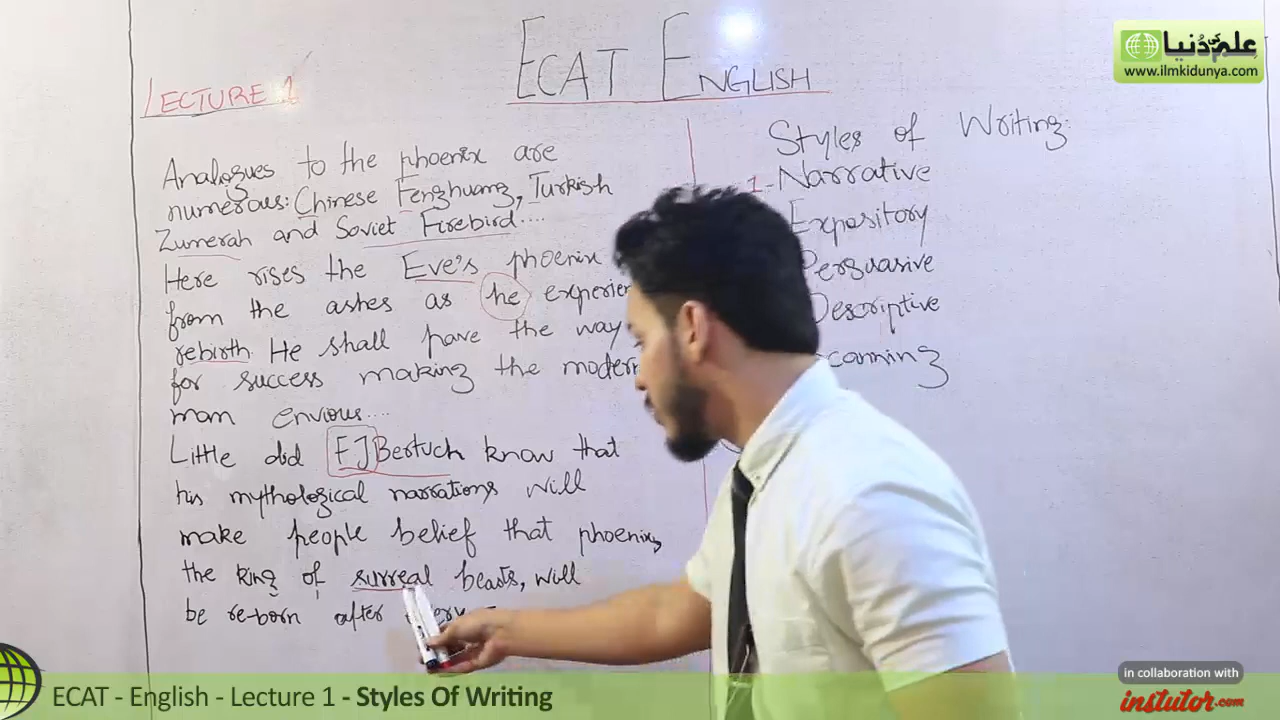 ECAT ENGLISH
LECTURE 1
علم کی دُنیا
www.ilmkidunya.com
Analogues to the phoenix are
numerous: Chinese Fenghuang, Turkish
Zumerah and Soviet Firebird....
Here rises the Eve's phoenix
from the ashes as he
rebirth. He shall pave the way
for success making the modern
man envious....
Little did FJ Bertuch know that
his mythological narrations will
make people belief that phoenix,
the king of surreal beasts, will
be re-born after
Styles of Writing:
1- Narrative
Expository
Persuasive
Descriptive
in collaboration with
instutor.com
ECAT - English - Lecture 1 - Styles Of Writing